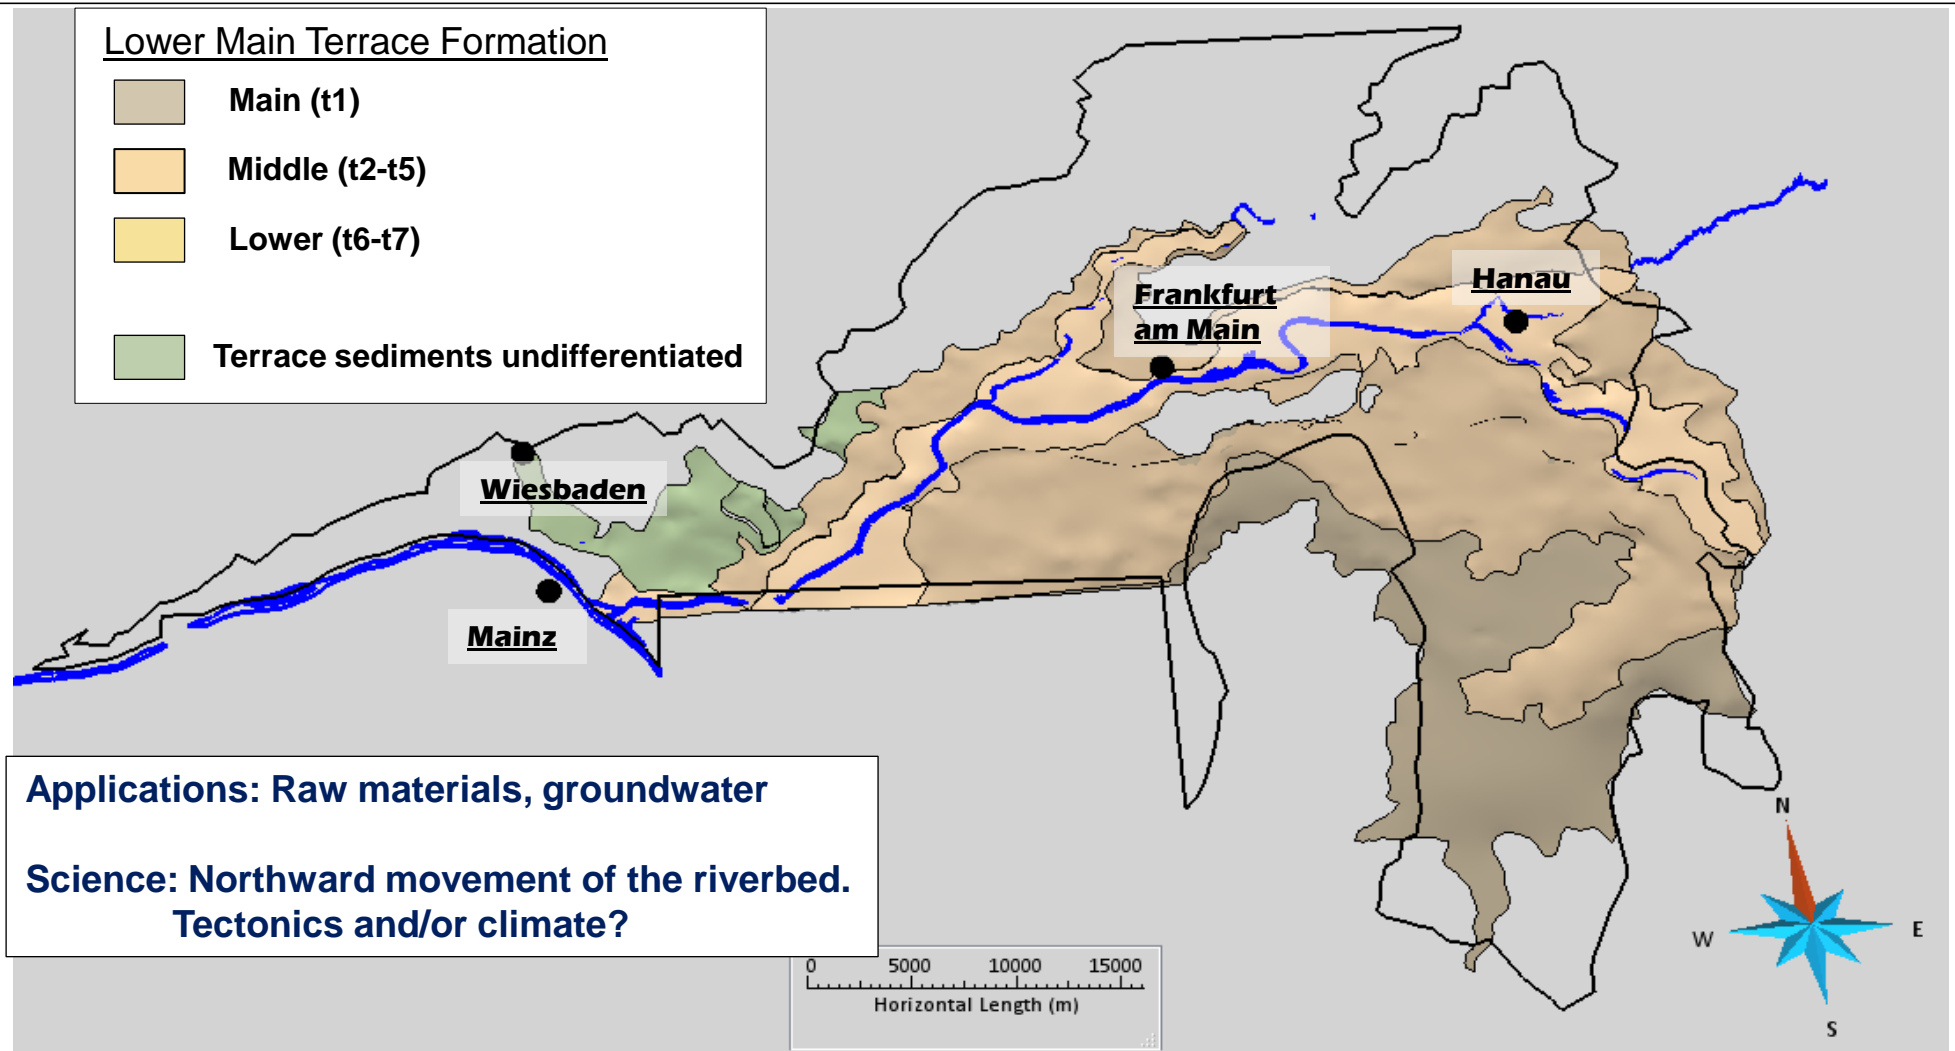 Lower Main Terrace Formation
Main (t1)
Middle (t2-t5)
Lower (t6-t7)
Terrace sediments undifferentiated
Frankfurt
am Main
Hanau
Wiesbaden
Mainz
Applications: Raw materials, groundwater
Science: Northward movement of the riverbed.
Tectonics and/or climate?
0 5000 10000 15000
Horizontal Length (m)
N
W
E
S